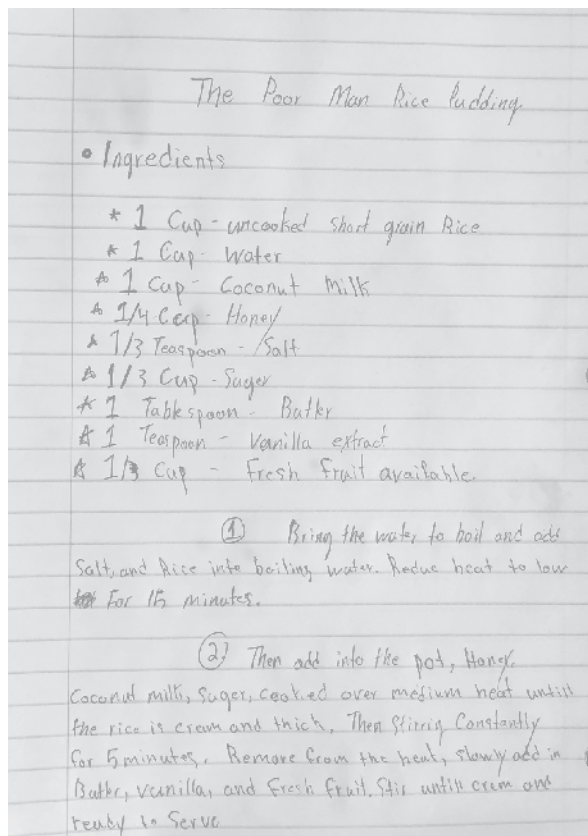 The Poor Man Rice Pudding
• Ingredients
* 1 Cup - uncooked short grain Rice
* 1 Cup - Water
* 1 Cup - Coconut Milk
* 1/4 Cup - Honey
* 1/3 Teaspoon - Salt
* 1/3 Cup - Suger
* 1 Tablespoon - Butter
* 1 Teaspoon - Vanilla extract
* 1/3 Cup - Fresh fruit available.
① Bring the water to boil and add
Salt, and Rice into boiling water. Reduce heat to low
For 15 minutes.
② Then add into the pot, Honey,
Coconut milk, Suger, cooked over medium heat untill
the rice is cream and thick. Then Stirrig Constantly
for 5 minutes. Remove from the heat, slowly add in
Butter, vanilla, and Fresh fruit. Stir untill crem and
ready to Serve